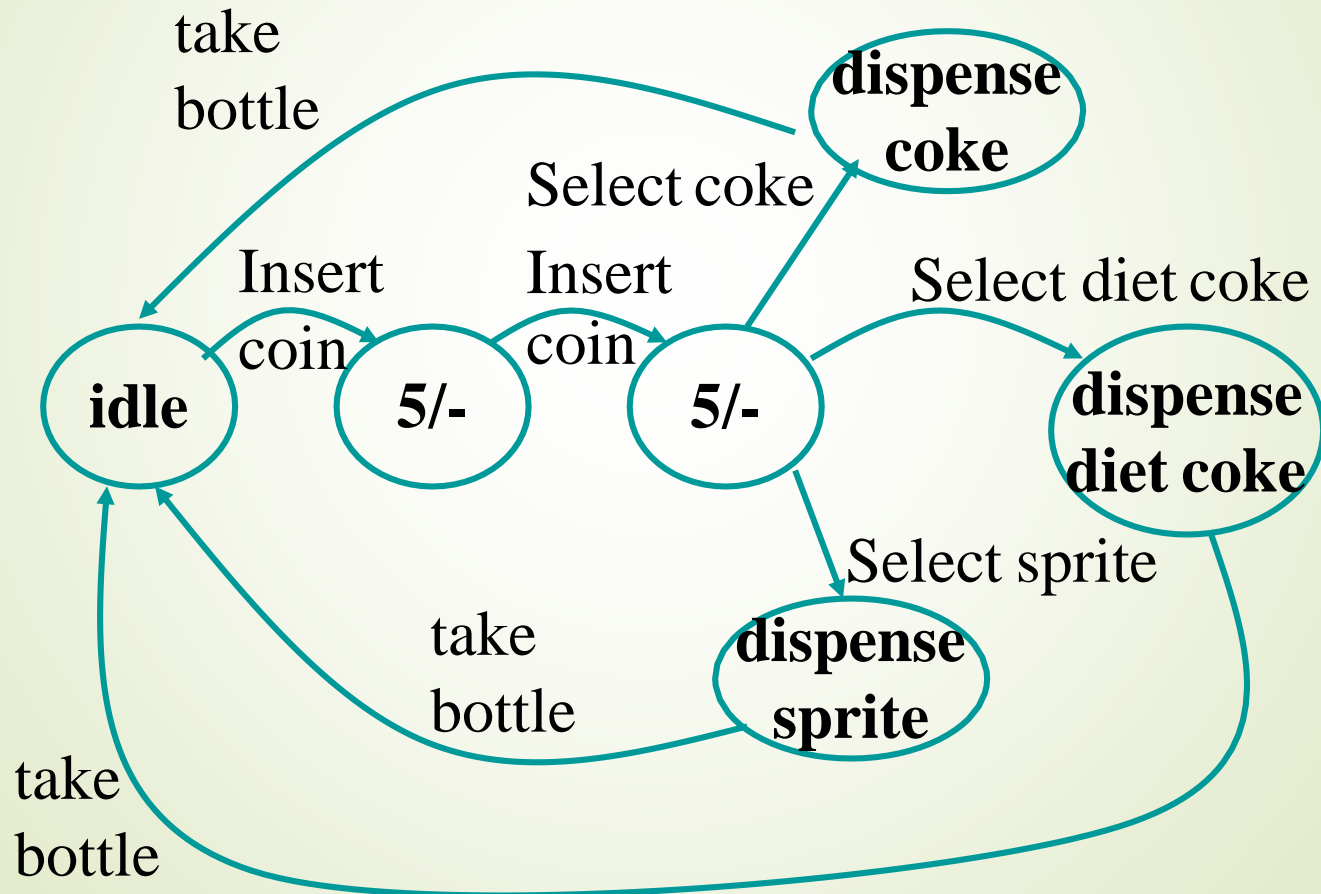 take
bottle
dispense
coke
Select coke
Insert
coin
Insert
coin
Select diet coke
idle
5/-
5/-
dispense
diet coke
Select sprite
take
bottle
dispense
sprite
take
bottle